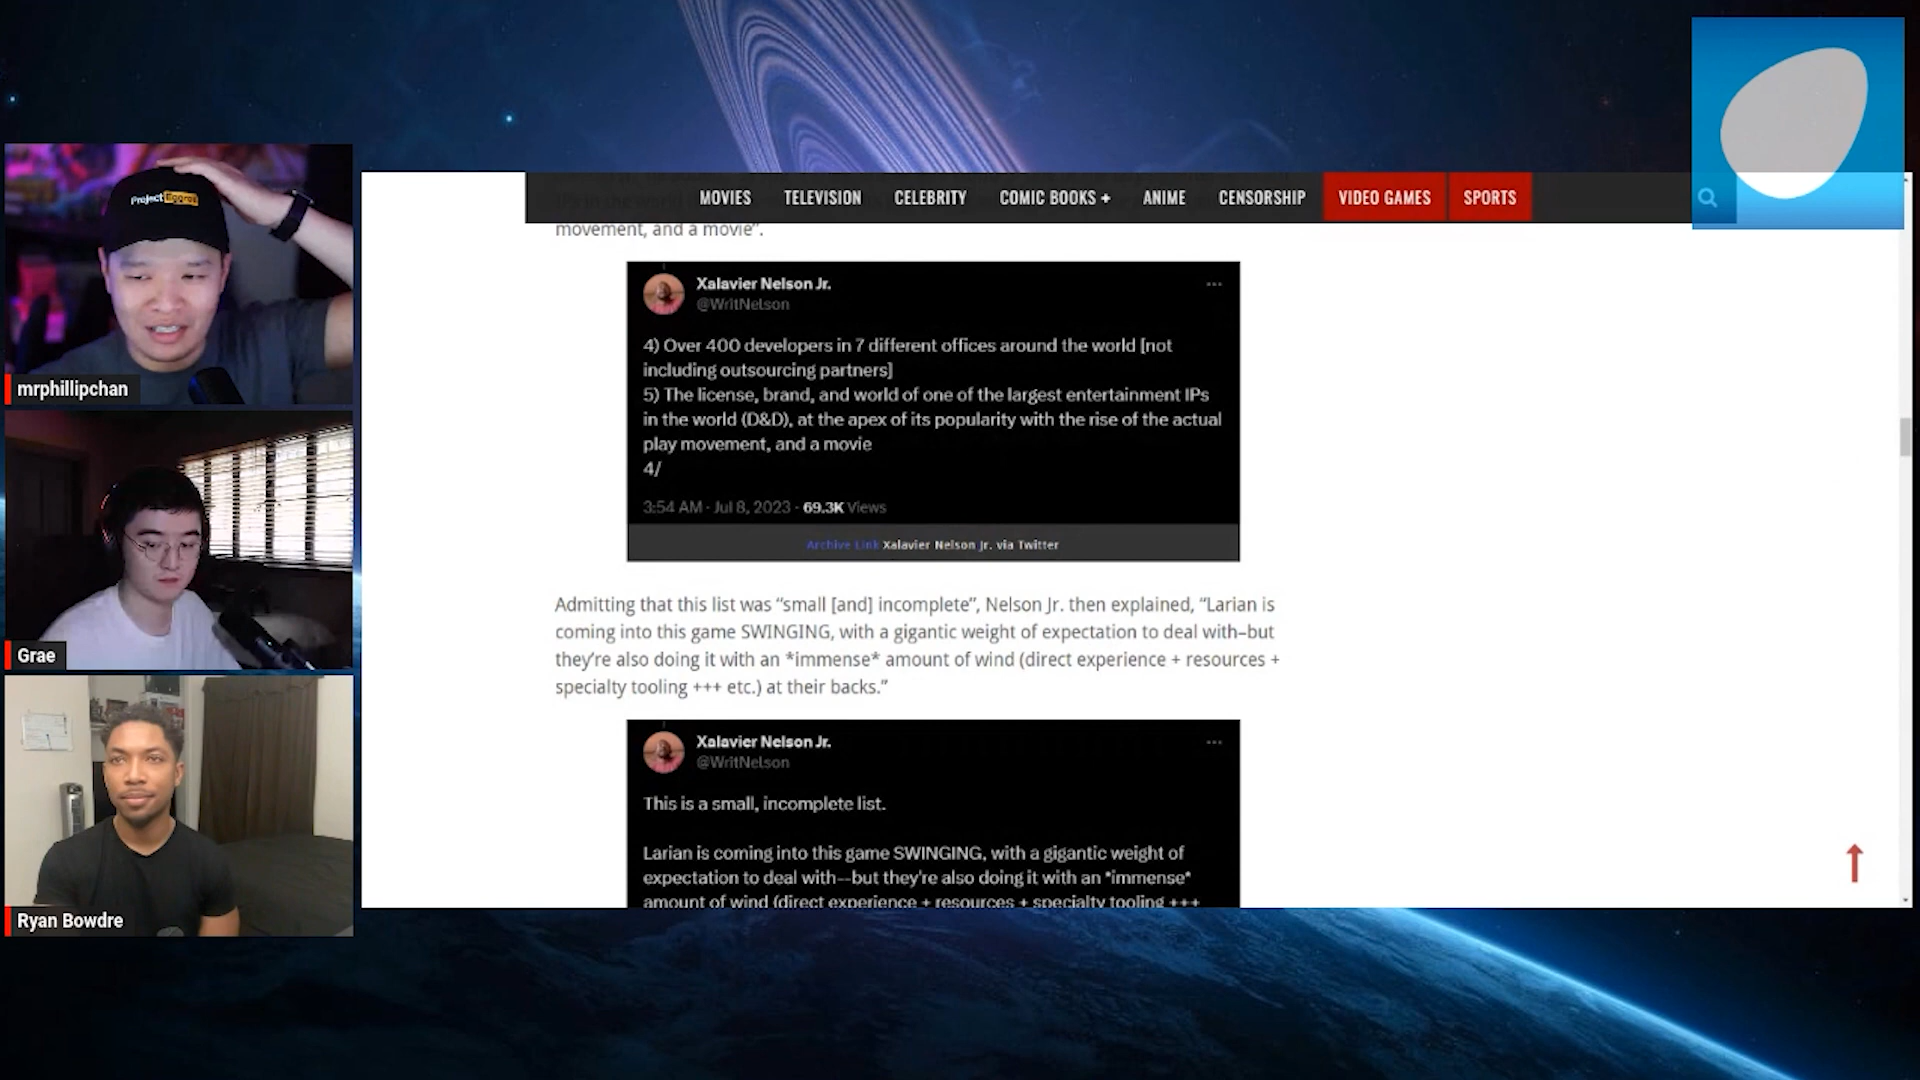 MOVIES TELEVISION CELEBRITY COMIC BOOKS + ANIME CENSORSHIP VIDEO GAMES SPORTS
movement, and a movie”.
Xalavier Nelson Jr.
@WritNelson
4) Over 400 developers in 7 different offices around the world [not
including outsourcing partners]
5) The license, brand, and world of one of the largest entertainment IPs
in the world (D&D), at the apex of its popularity with the rise of the actual
play movement, and a movie
4/
3:54 AM · Jul 8, 2023 · 69.3K Views
Archive Link Xalavier Nelson Jr. via Twitter
Admitting that this list was “small [and] incomplete”, Nelson Jr. then explained, “Larian is
coming into this game SWINGING, with a gigantic weight of expectation to deal with–but
they’re also doing it with an *immense* amount of wind (direct experience + resources +
specialty tooling +++ etc.) at their backs.”
Xalavier Nelson Jr.
@WritNelson
This is a small, incomplete list.
Larian is coming into this game SWINGING, with a gigantic weight of
expectation to deal with--but they're also doing it with an *immense*
amount of wind (direct experience + resources + specialty tooling +++
Project Eggroll
mrphillipchan
Grae
Ryan Bowdre